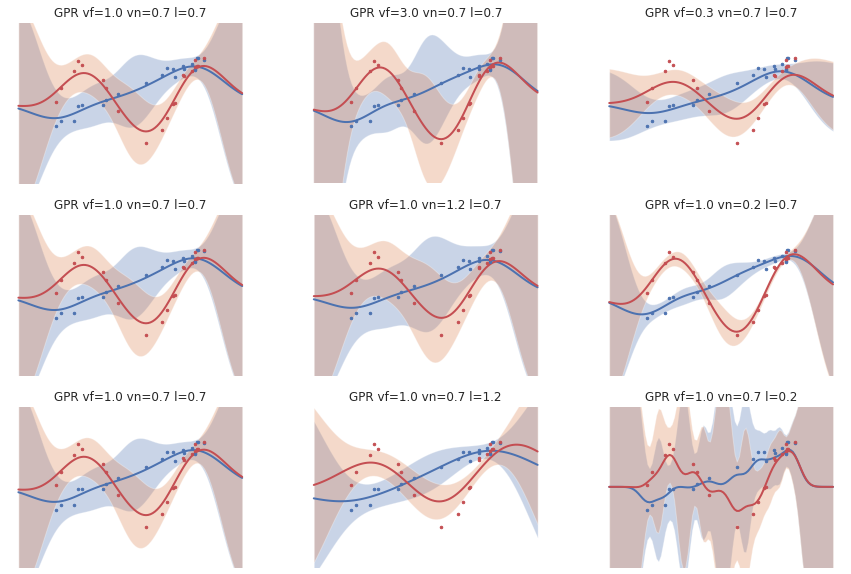 GPR vf=1.0 vn=0.7 l=0.7
GPR vf=3.0 vn=0.7 l=0.7
GPR vf=0.3 vn=0.7 l=0.7
GPR vf=1.0 vn=0.7 l=0.7
GPR vf=1.0 vn=1.2 l=0.7
GPR vf=1.0 vn=0.2 l=0.7
GPR vf=1.0 vn=0.7 l=0.7
GPR vf=1.0 vn=0.7 l=1.2
GPR vf=1.0 vn=0.7 l=0.2